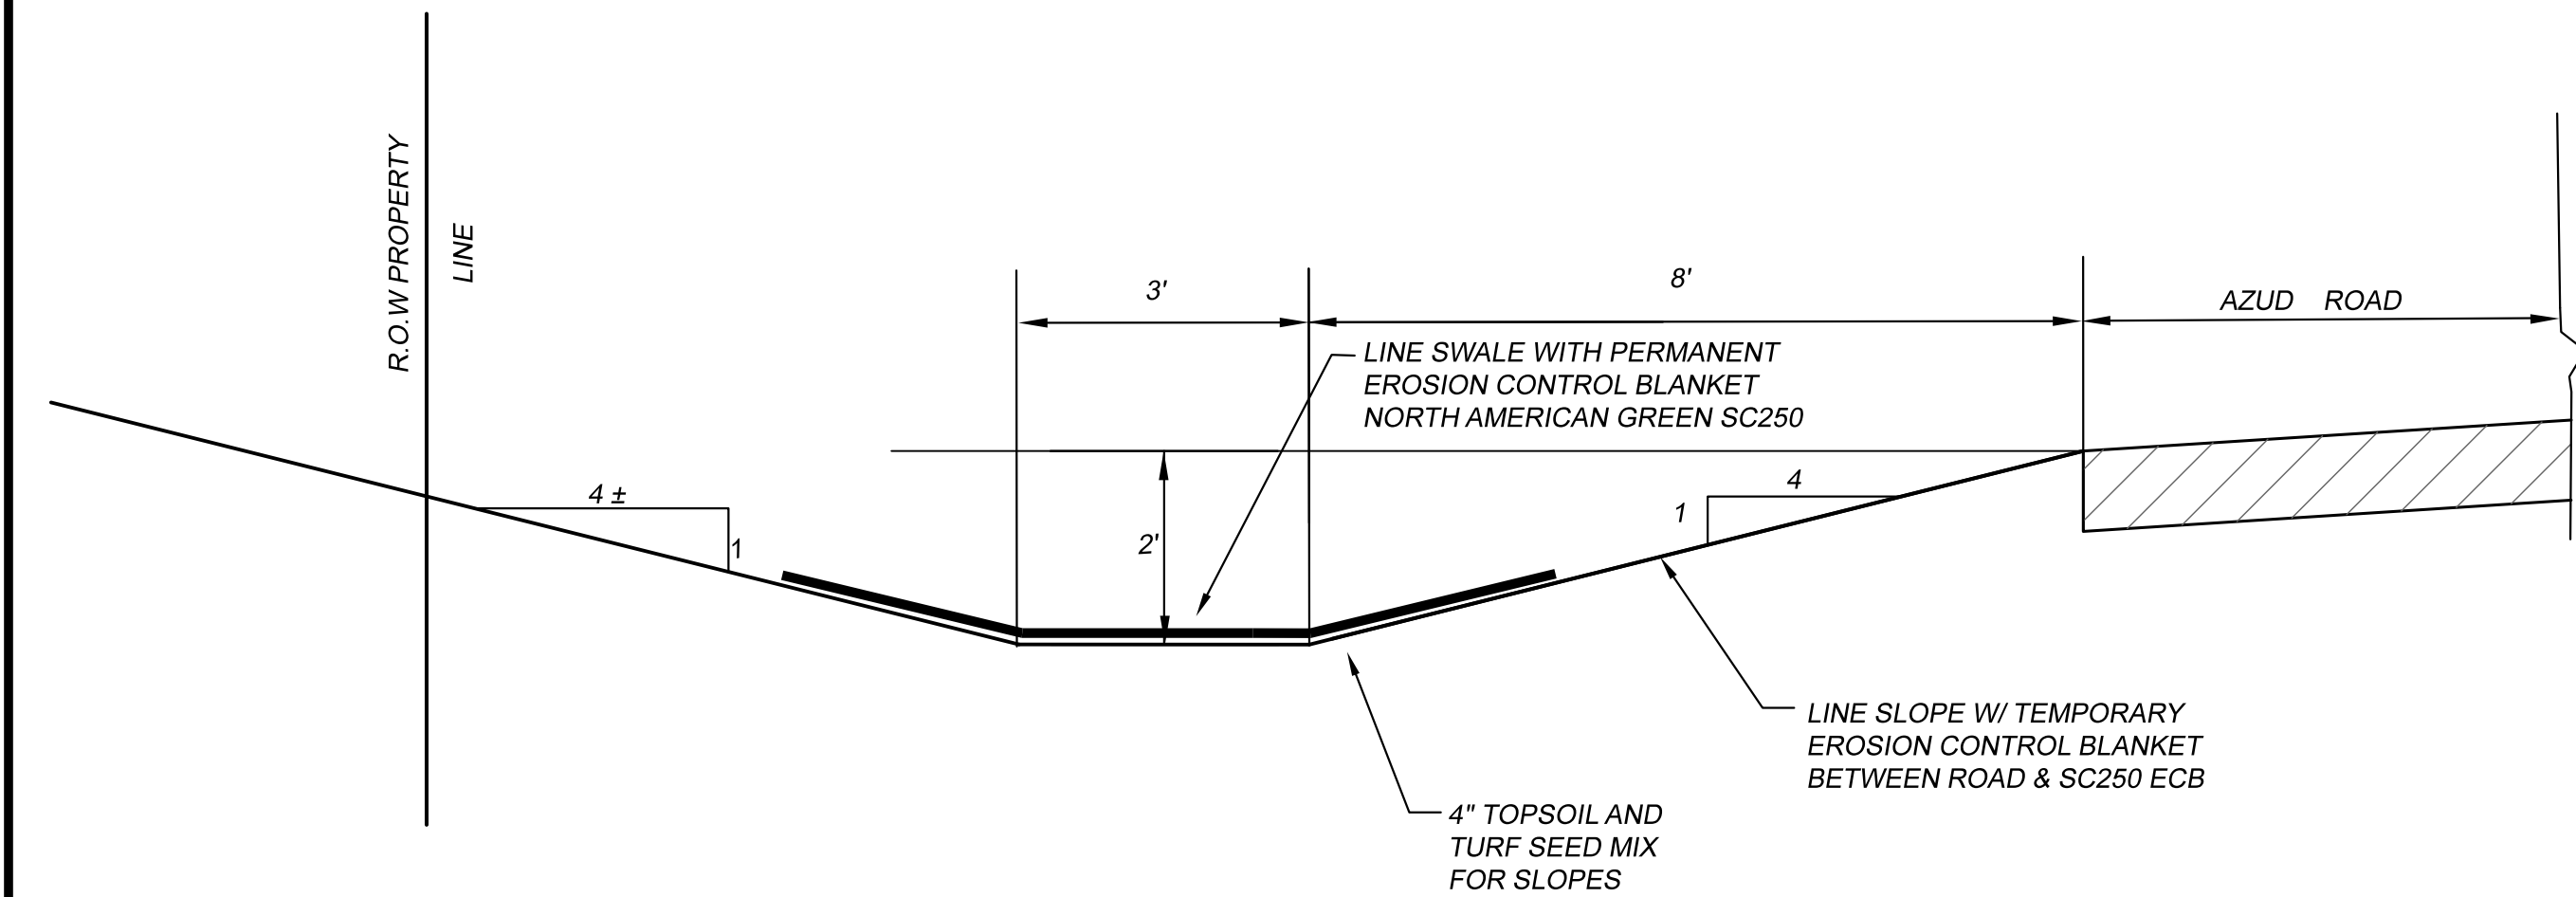 R.O.W PROPERTY
LINE
3'
8'
AZUD ROAD
LINE SWALE WITH PERMANENT
EROSION CONTROL BLANKET
NORTH AMERICAN GREEN SC250
4 ±
1
2'
4
1
LINE SLOPE W/ TEMPORARY
EROSION CONTROL BLANKET
BETWEEN ROAD & SC250 ECB
4" TOPSOIL AND
TURF SEED MIX
FOR SLOPES